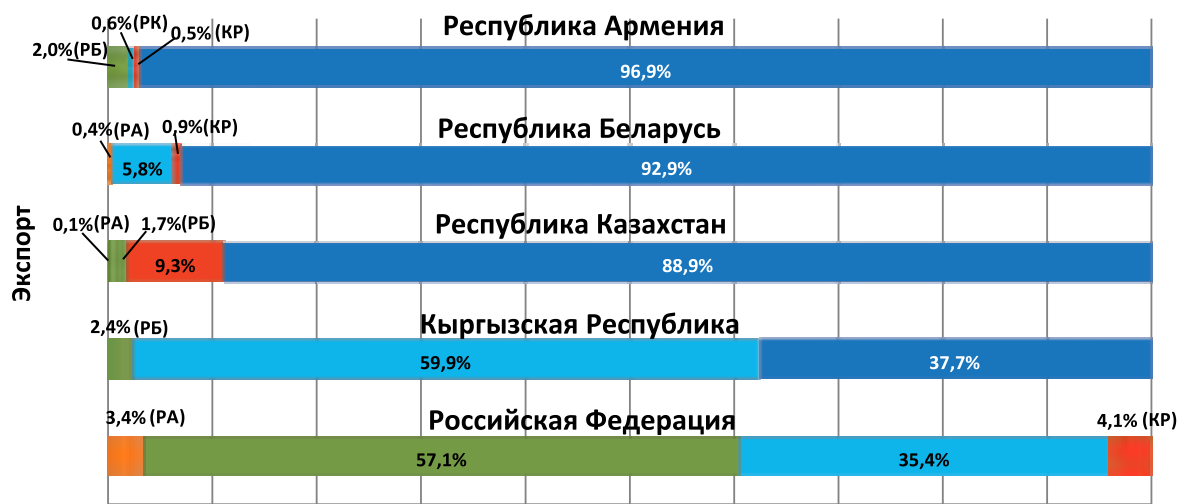 Экспорт
Республика Армения
0,6%(РК)
0,5%(КР)
2,0%(РБ)
96,9%
Республика Беларусь
0,4%(РА)
0,9%(КР)
5,8%
92,9%
Республика Казахстан
0,1%(РА)
1,7%(РБ)
9,3%
88,9%
Кыргызская Республика
2,4%(РБ)
59,9%
37,7%
Российская Федерация
3,4%(РА)
4,1%(КР)
57,1%
35,4%